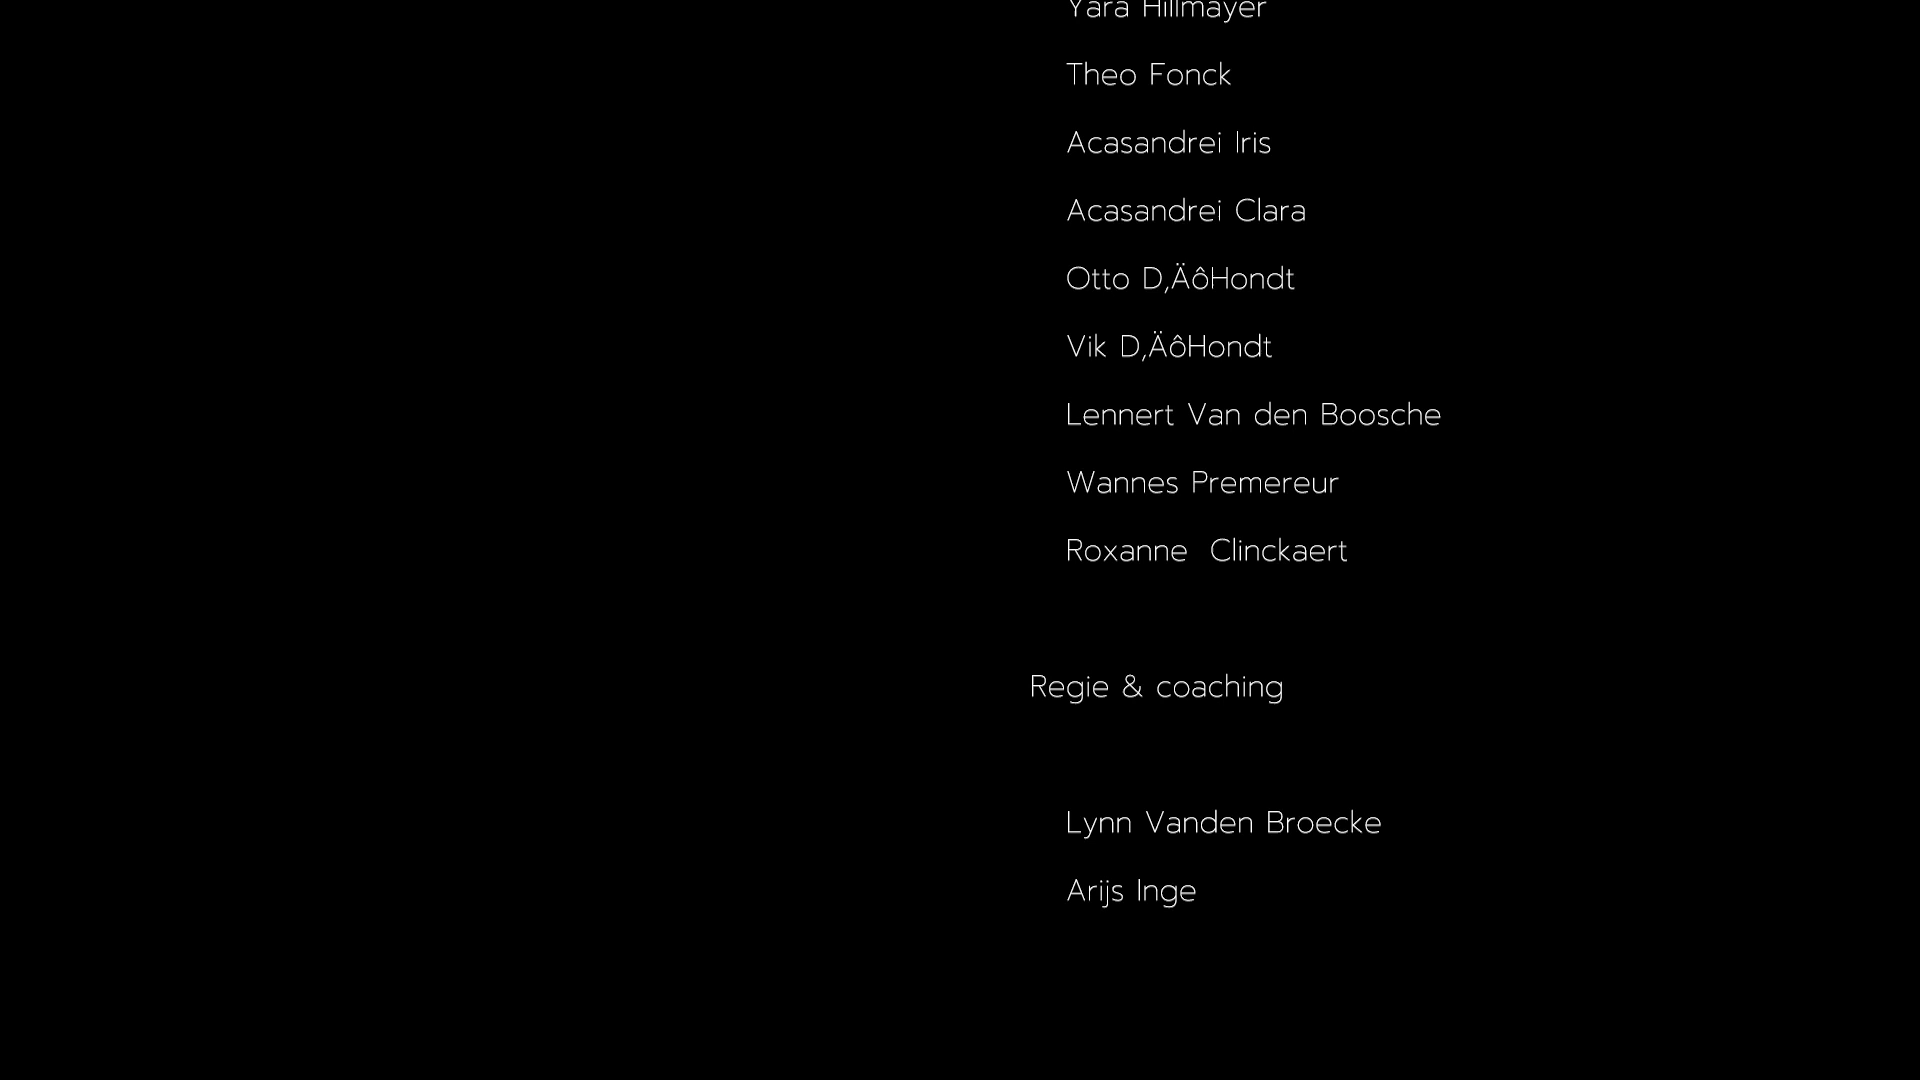 Yara Hillmayer
Theo Fonck
Acasandrei Iris
Acasandrei Clara
Otto D‚ÄôHondt
Vik D‚ÄôHondt
Lennert Van den Boosche
Wannes Premereur
Roxanne  Clinckaert
Regie & coaching
Lynn Vanden Broecke
Arijs Inge